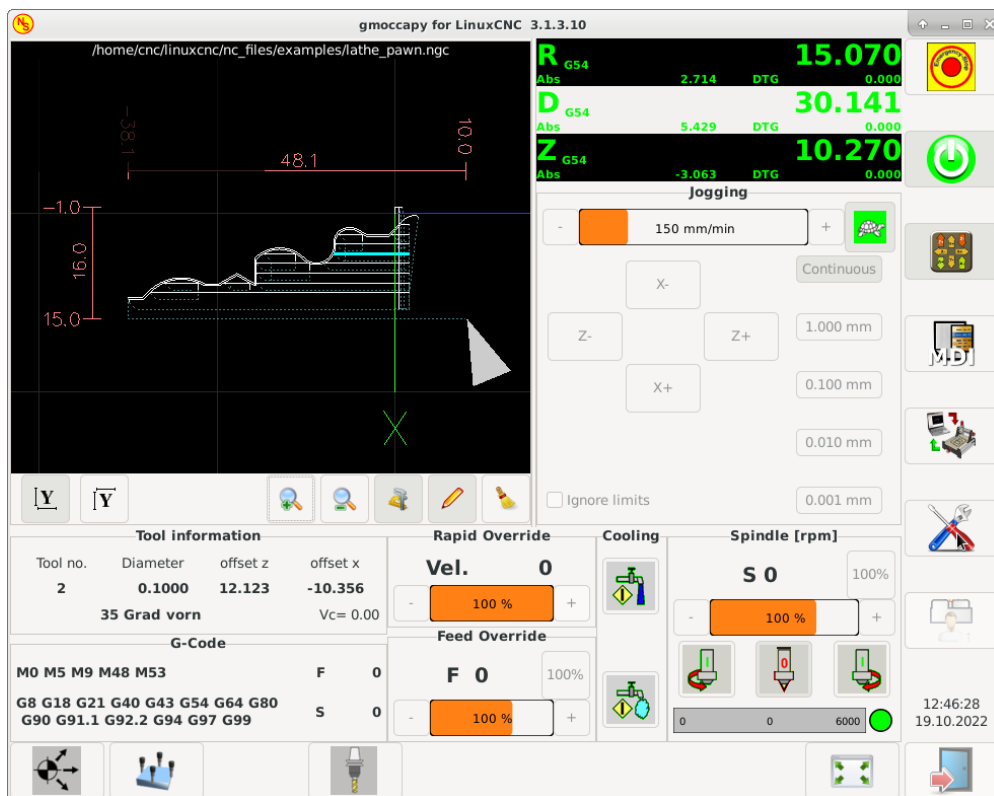 NS
gmoccapy for LinuxCNC 3.1.3.10
/home/cnc/linuxcnc/nc_files/examples/lathe_pawn.ngc
-38.1
10.0
48.1
-1.0
16.0
15.0
X
R G54 15.070
Abs 2.714 DTG 0.000
D G54 30.141
Abs 5.429 DTG 0.000
Z G54 10.270
Abs -3.063 DTG 0.000
Jogging
- 150 mm/min +
X-
Continuous
Z- Z+
1.000 mm
X+
0.100 mm
0.010 mm
Ignore limits
0.001 mm
Emergency-Stop
MDI
Y Y
Tool information
Tool no. Diameter offset z offset x
2 0.1000 12.123 -10.356
35 Grad vorn Vc= 0.00
G-Code
M0 M5 M9 M48 M53 F 0
G8 G18 G21 G40 G43 G54 G64 G80
G90 G91.1 G92.2 G94 G97 G99
S 0
Rapid Override
Vel. 0
- 100 % +
Feed Override
F 0 100%
- 100 % +
Cooling
I
I
Spindle [rpm]
S 0 100%
- 100 % +
I 0 I
0 0 6000
12:46:28
19.10.2022